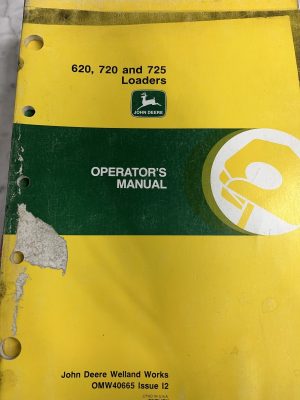 620, 720 and 725
Loaders
JOHN DEERE
OPERATOR'S
MANUAL
John Deere Welland Works
OMW40665 Issue I2